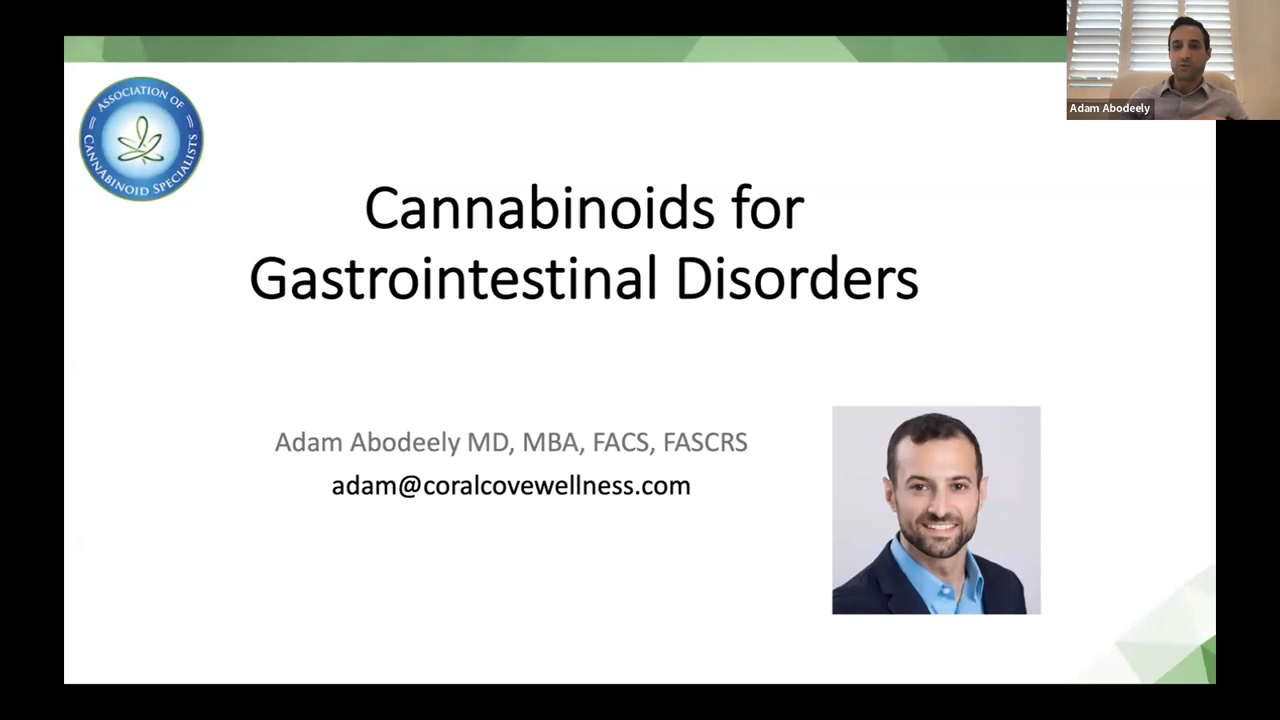 ASSOCIATION OF
CANNABINOID SPECIALISTS
Adam Abodeely
Cannabinoids for
Gastrointestinal Disorders
Adam Abodeely MD, MBA, FACS, FASCRS
adam@coralcovewellness.com